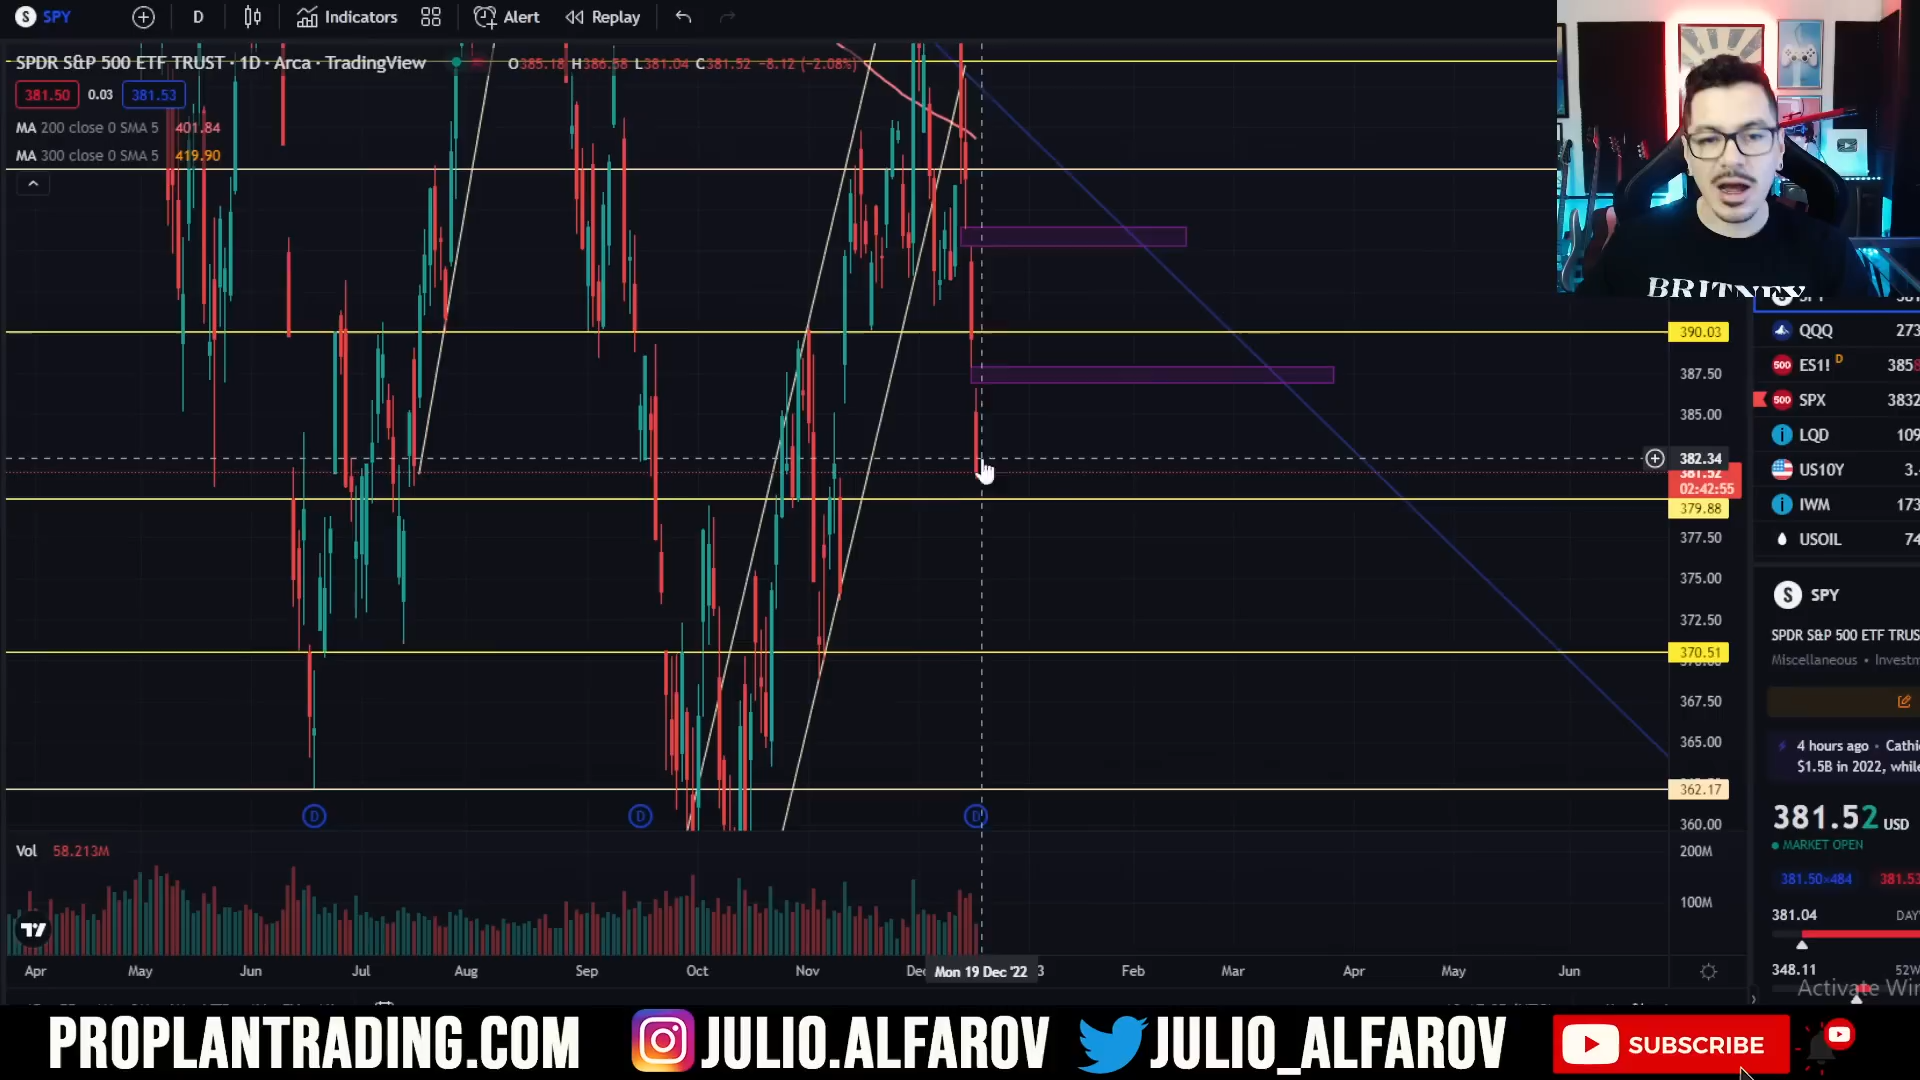 S SPY D Indicators Alert Replay
SPDR S&P 500 ETF TRUST · 1D · Arca · TradingView O385.18 H386.58 L381.04 C381.52 −8.12 (−2.08%)
381.50 0.03 381.53
MA 200 close 0 SMA 5 401.84
MA 300 close 0 SMA 5 419.90
BRITNEY
390.03
387.50
385.00
382.34
381.52
02:42:55
379.88
377.50
375.00
372.50
370.51
367.50
365.00
362.17
360.00
D D D
Vol 58.213M
200M
100M
Apr May Jun Jul Aug Sep Oct Nov Dec Mon 19 Dec '22 3 Feb Mar Apr May Jun
QQQ 273
500 ES1! D 3858
500 SPX 3832
LQD 109
US10Y 3.
IWM 173
USOIL 74
S SPY
SPDR S&P 500 ETF TRUS
Miscellaneous • Investm
4 hours ago • Cathi
$1.5B in 2022, while
381.52 USD
MARKET OPEN
381.50×484 381.53
381.04 DAY
348.11 52W
Activate Win
PROPLANTRADING.COM JULIO.ALFAROV JULIO_ALFAROV SUBSCRIBE